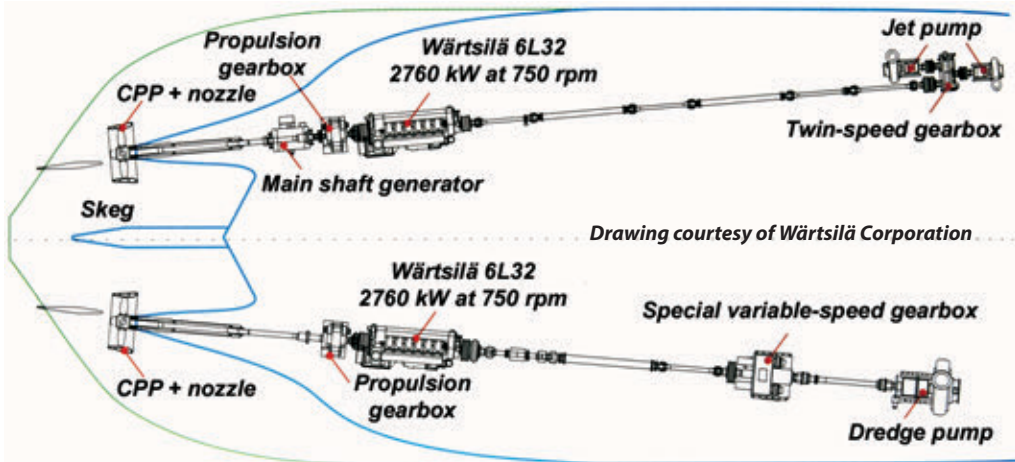 Propulsion
gearbox
Wärtsilä 6L32
2760 kW at 750 rpm
Jet pump
CPP + nozzle
Twin-speed gearbox
Main shaft generator
Skeg
Drawing courtesy of Wärtsilä Corporation
Wärtsilä 6L32
2760 kW at 750 rpm
Special variable-speed gearbox
CPP + nozzle
Propulsion
gearbox
Dredge pump